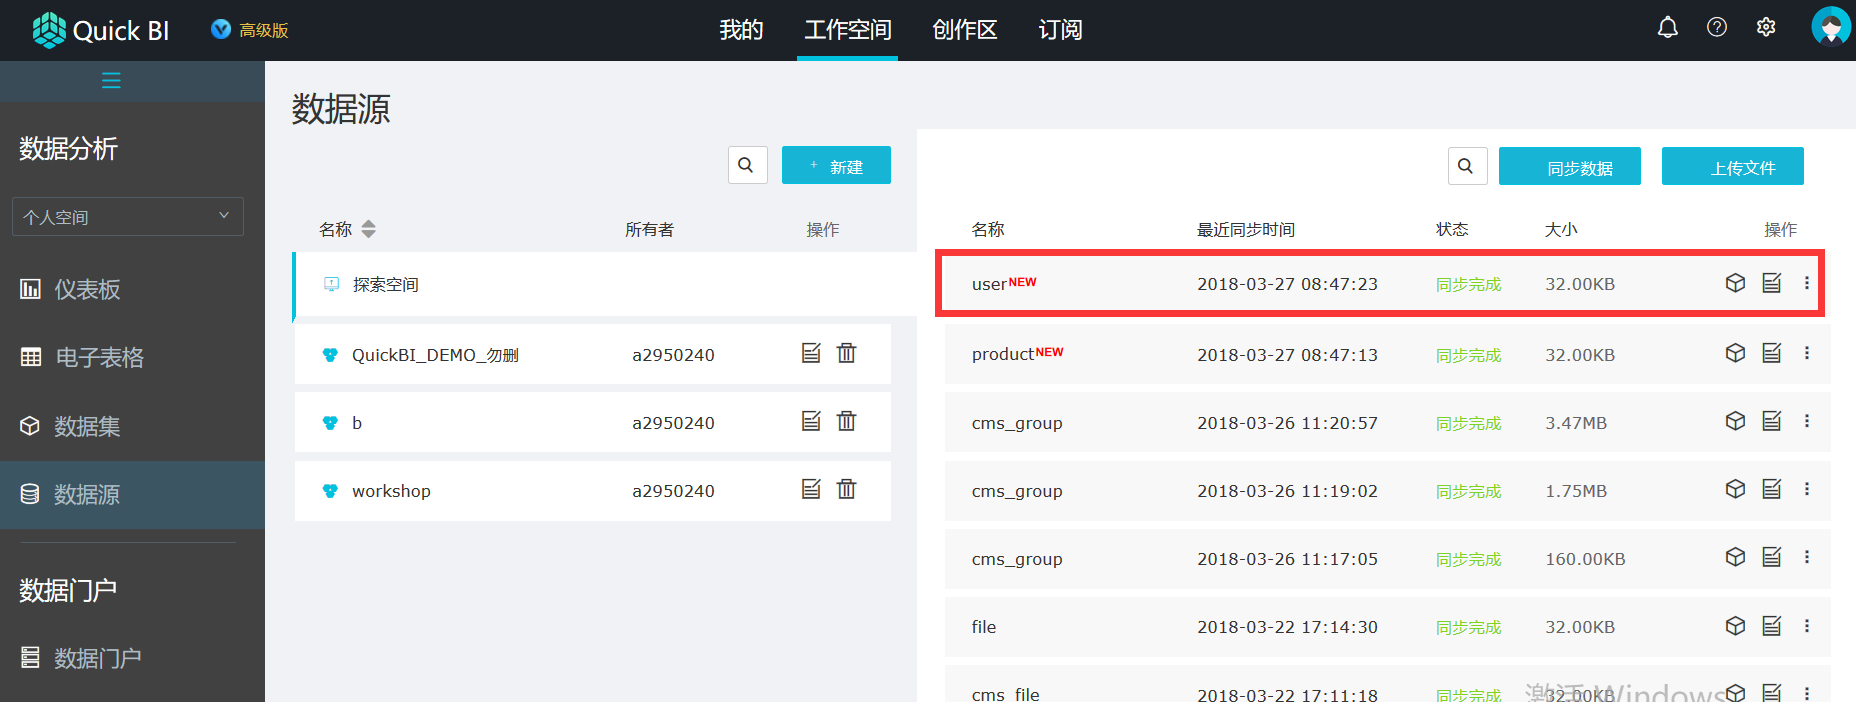 Quick BI 高级版 我的 工作空间 创作区 订阅
数据分析
个人空间
仪表板
电子表格
数据集
数据源
数据门户
数据门户
数据源
+ 新建
名称 所有者 操作
探索空间
QuickBI_DEMO_勿删 a2950240
b a2950240
workshop a2950240
同步数据 上传文件
名称 最近同步时间 状态 大小 操作
userNEW 2018-03-27 08:47:23 同步完成 32.00KB
productNEW 2018-03-27 08:47:13 同步完成 32.00KB
cms_group 2018-03-26 11:20:57 同步完成 3.47MB
cms_group 2018-03-26 11:19:02 同步完成 1.75MB
cms_group 2018-03-26 11:17:05 同步完成 160.00KB
file 2018-03-22 17:14:30 同步完成 32.00KB
cms_file 2018-03-22 17:11:18 同步完成 32.00KB
激活 Windows